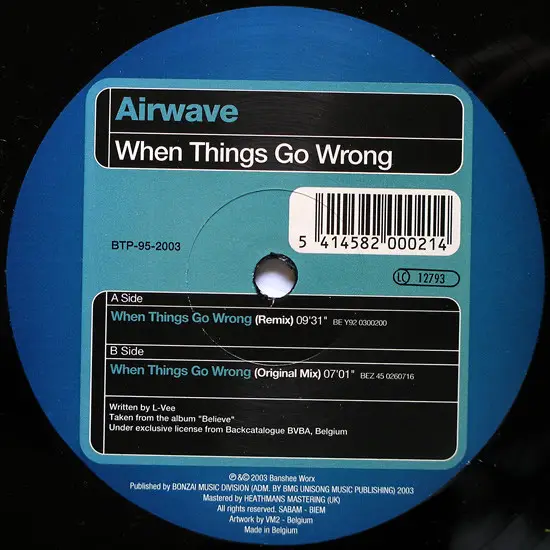 Airwave
When Things Go Wrong
5 414582 000214
BTP-95-2003
LC 12793
A Side
When Things Go Wrong (Remix) 09'31" BE Y92 0300200
B Side
When Things Go Wrong (Original Mix) 07'01" BEZ 45 0260716
Written by L-Vee
Taken from the album "Believe"
Under exclusive license from Backcatalogue BVBA, Belgium
℗ &© 2003 Banshee Worx
Published by BONZAI MUSIC DIVISION (ADM. BY BMG UNISONG MUSIC PUBLISHING) 2003
Mastered by HEATHMANS MASTERING (UK)
All rights reserved. SABAM - BIEM
Artwork by VM2 - Belgium
Made in Belgium